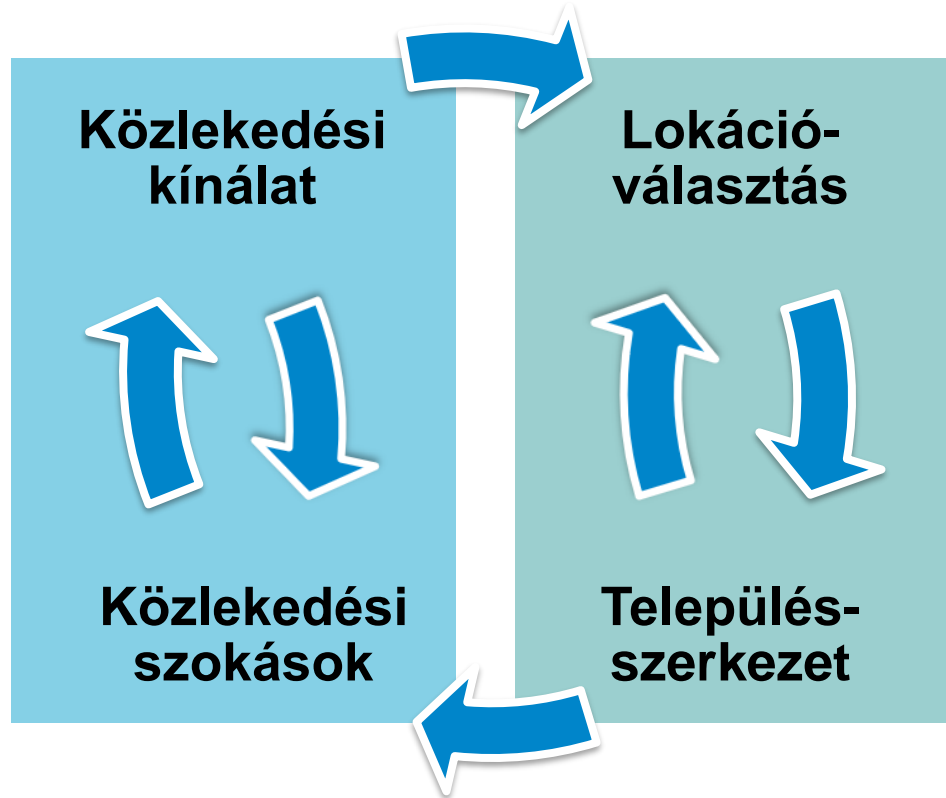 Közlekedési
kínálat
Lokáció-
választás
Közlekedési
szokások
Település-
szerkezet